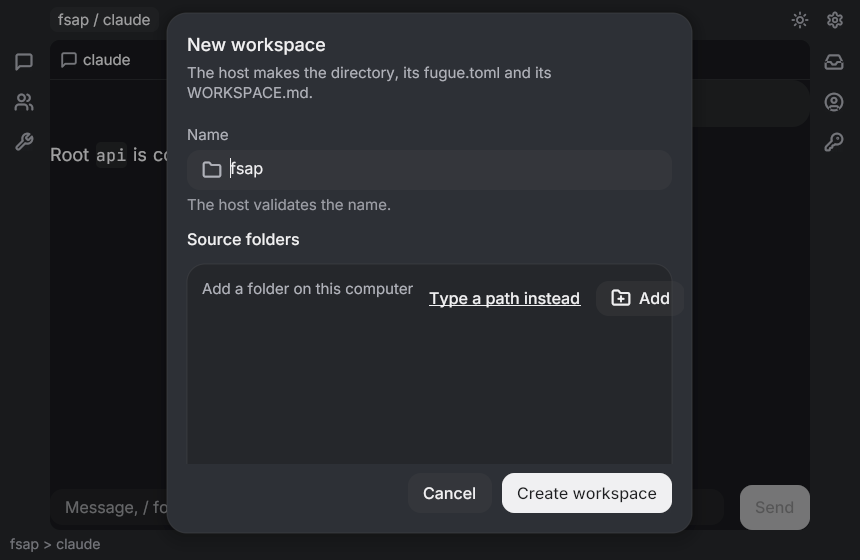 fsap / claude
claude
New workspace
The host makes the directory, its fugue.toml and its
WORKSPACE.md.
Name
fsap
The host validates the name.
Root api is co
Source folders
Add a folder on this computer
Type a path instead
Add
Cancel
Create workspace
Message, / fo
Send
fsap > claude